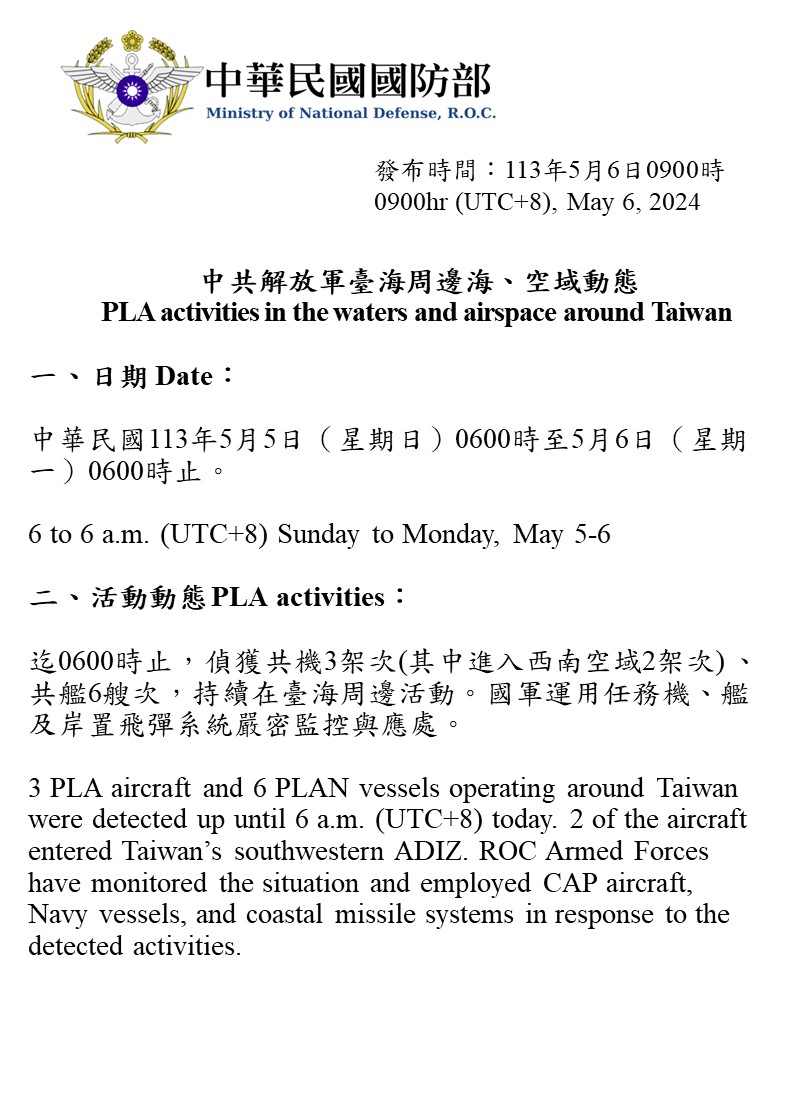 中華民國國防部
Ministry of National Defense, R.O.C.
發布時間：113年5月6日0900時
0900hr (UTC+8), May 6, 2024
中共解放軍臺海周邊海、空域動態
PLA activities in the waters and airspace around Taiwan
一、日期 Date：
中華民國113年5月5日（星期日）0600時至5月6日（星期
一）0600時止。
6 to 6 a.m. (UTC+8) Sunday to Monday, May 5-6
二、活動動態 PLA activities：
迄0600時止，偵獲共機3架次(其中進入西南空域2架次)、
共艦6艘次，持續在臺海周邊活動。國軍運用任務機、艦
及岸置飛彈系統嚴密監控與應處。
3 PLA aircraft and 6 PLAN vessels operating around Taiwan
were detected up until 6 a.m. (UTC+8) today. 2 of the aircraft
entered Taiwan’s southwestern ADIZ. ROC Armed Forces
have monitored the situation and employed CAP aircraft,
Navy vessels, and coastal missile systems in response to the
detected activities.